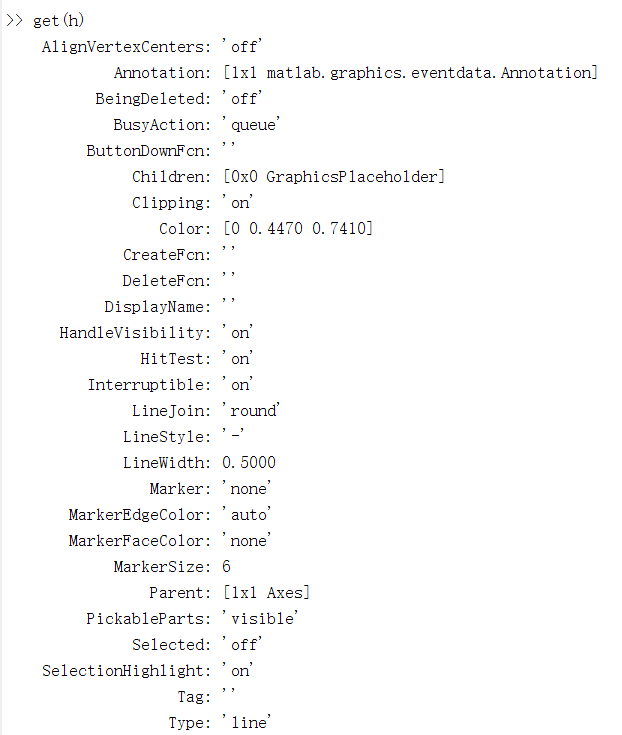 >> get(h)
AlignVertexCenters: 'off'
Annotation: [1x1 matlab.graphics.eventdata.Annotation]
BeingDeleted: 'off'
BusyAction: 'queue'
ButtonDownFcn: ''
Children: [0x0 GraphicsPlaceholder]
Clipping: 'on'
Color: [0 0.4470 0.7410]
CreateFcn: ''
DeleteFcn: ''
DisplayName: ''
HandleVisibility: 'on'
HitTest: 'on'
Interruptible: 'on'
LineJoin: 'round'
LineStyle: '-'
LineWidth: 0.5000
Marker: 'none'
MarkerEdgeColor: 'auto'
MarkerFaceColor: 'none'
MarkerSize: 6
Parent: [1x1 Axes]
PickableParts: 'visible'
Selected: 'off'
SelectionHighlight: 'on'
Tag: ''
Type: 'line'